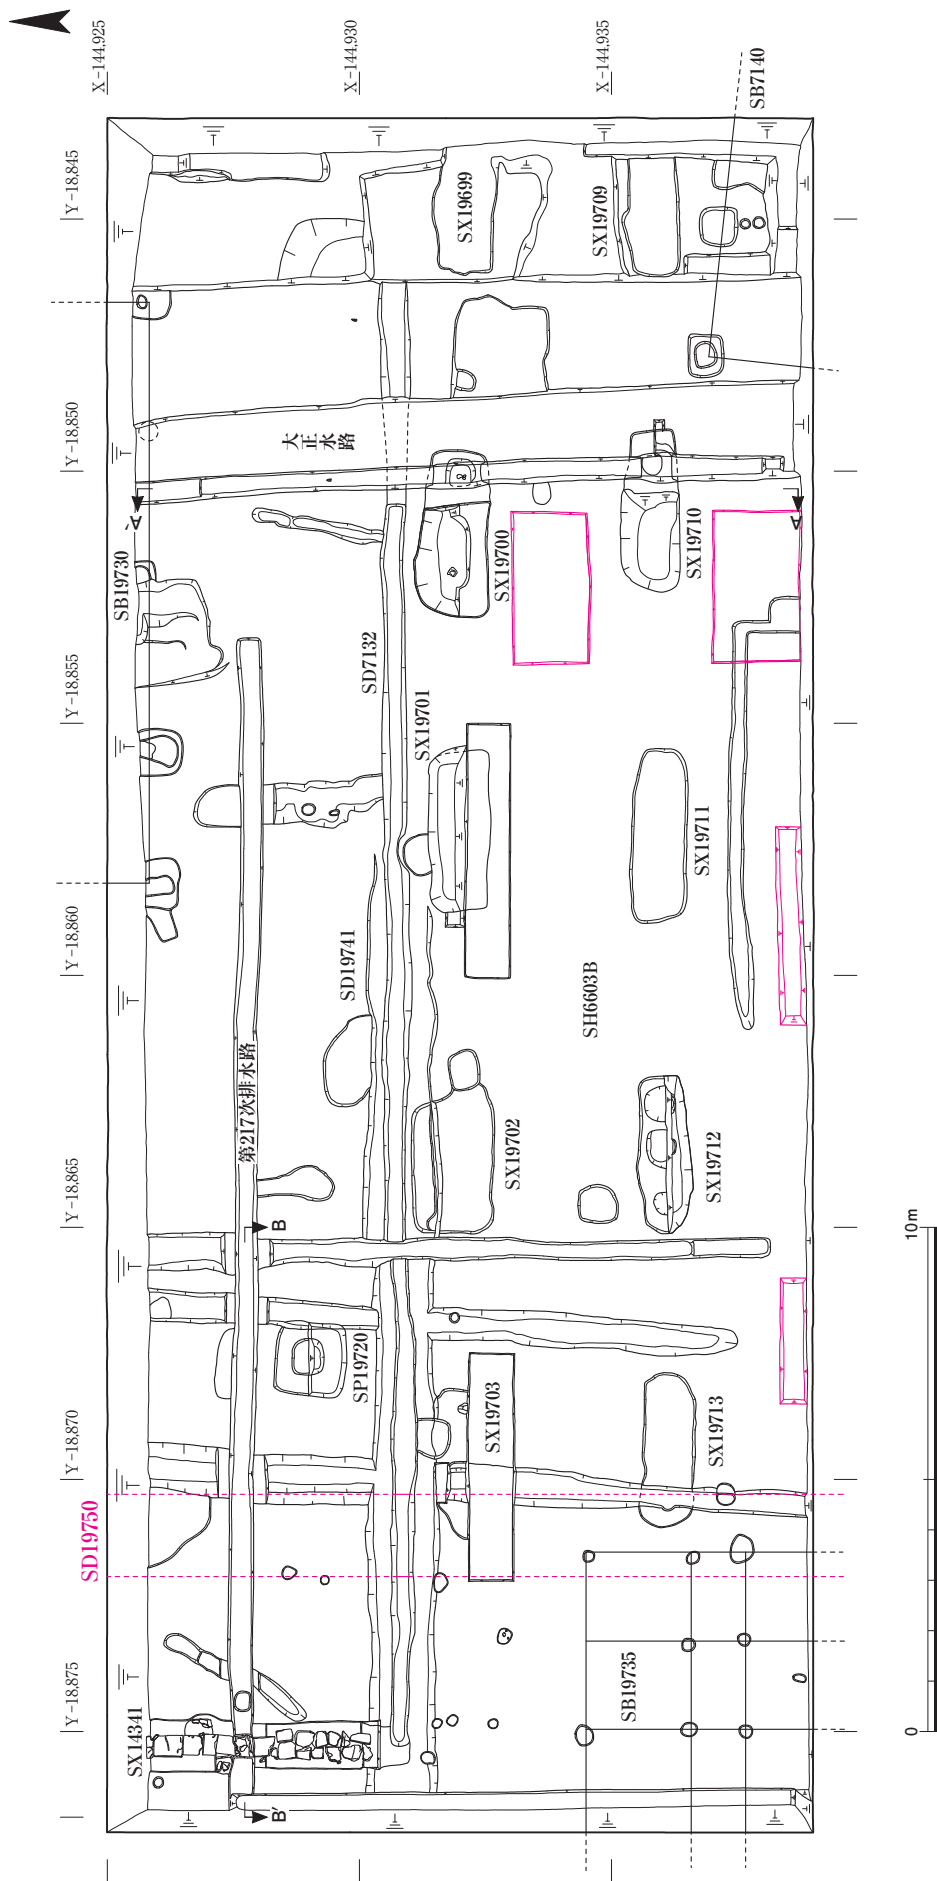 X-144,925
X-144,930
X-144,935
SB7140
Y-18,845
SX19699
SX19709
Y-18,850
大正水路
A'
A
SB19730
SX19700
SX19710
SD7132
Y-18,855
SX19701
SX19711
Y-18,860
SD19741
SH6603B
第217次排水路
SX19702
SX19712
Y-18,865
B
10m
SP19720
SX19703
SX19713
Y-18,870
SD19750
SB19735
Y-18,875
SX14341
B'
0